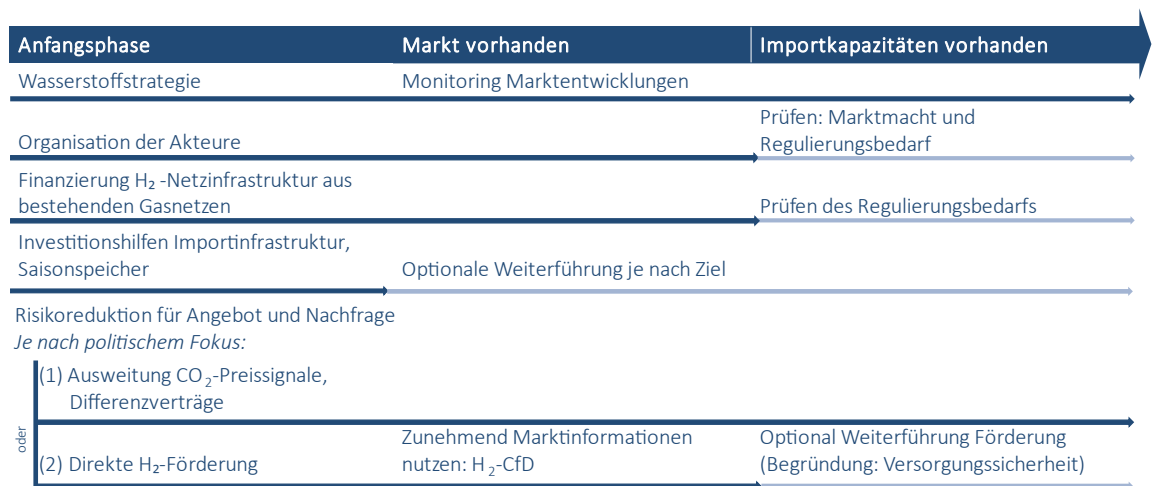 Anfangsphase Markt vorhanden Importkapazitäten vorhanden
Wasserstoffstrategie Monitoring Marktentwicklungen
Prüfen: Marktmacht und
Organisation der Akteure Regulierungsbedarf
Finanzierung H₂ -Netzinfrastruktur aus
bestehenden Gasnetzen Prüfen des Regulierungsbedarfs
Investitionshilfen Importinfrastruktur,
Saisonspeicher Optionale Weiterführung je nach Ziel
Risikoreduktion für Angebot und Nachfrage
Je nach politischem Fokus:
(1) Ausweitung CO₂-Preissignale,
Differenzverträge
oder
Zunehmend Marktinformationen Optional Weiterführung Förderung
(2) Direkte H₂-Förderung nutzen: H₂-CfD (Begründung: Versorgungssicherheit)